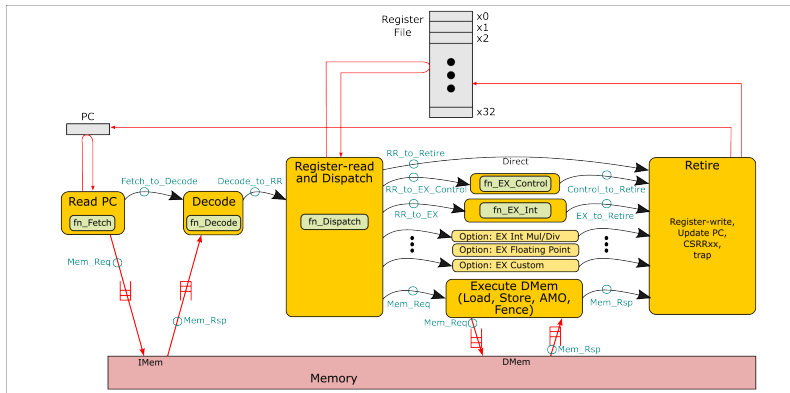 Register
File
x0
x1
x2
x32
PC
Read PC
fn_Fetch
Fetch_to_Decode
Decode
fn_Decode
Decode_to_RR
Register-read
and Dispatch
fn_Dispatch
RR_to_Retire
Direct
RR_to_EX_Control
fn_EX_Control
Control_to_Retire
RR_to_EX
fn_EX_Int
EX_to_Retire
Option: EX Int Mul/Div
Option: EX Floating Point
Option: EX Custom
Mem_Req
Execute DMem
(Load, Store, AMO,
Fence)
Mem_Rsp
Retire
Register-write,
Update PC,
CSRRxx,
trap
Mem_Req
Mem_Rsp
Mem_Req
Mem_Rsp
IMem
DMem
Memory